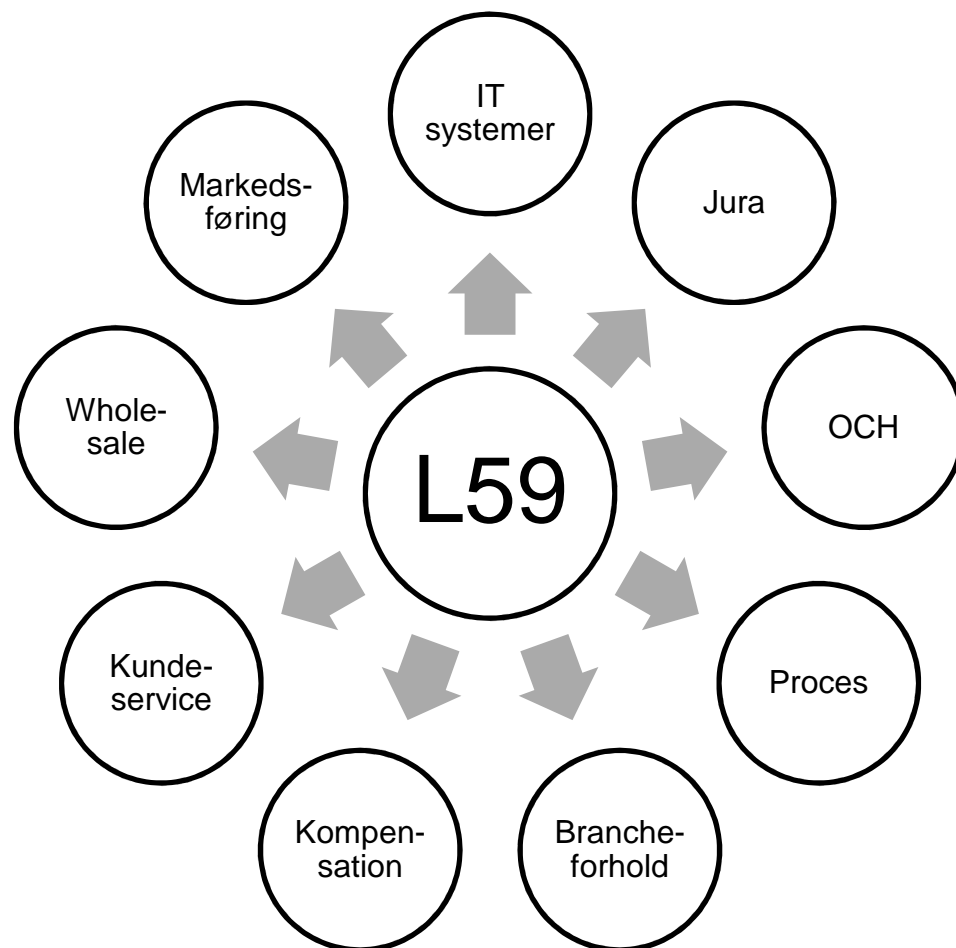 IT
systemer
Jura
OCH
Proces
Branche-
forhold
Kompen-
sation
Kunde-
service
Whole-
sale
Markeds-
føring
L59